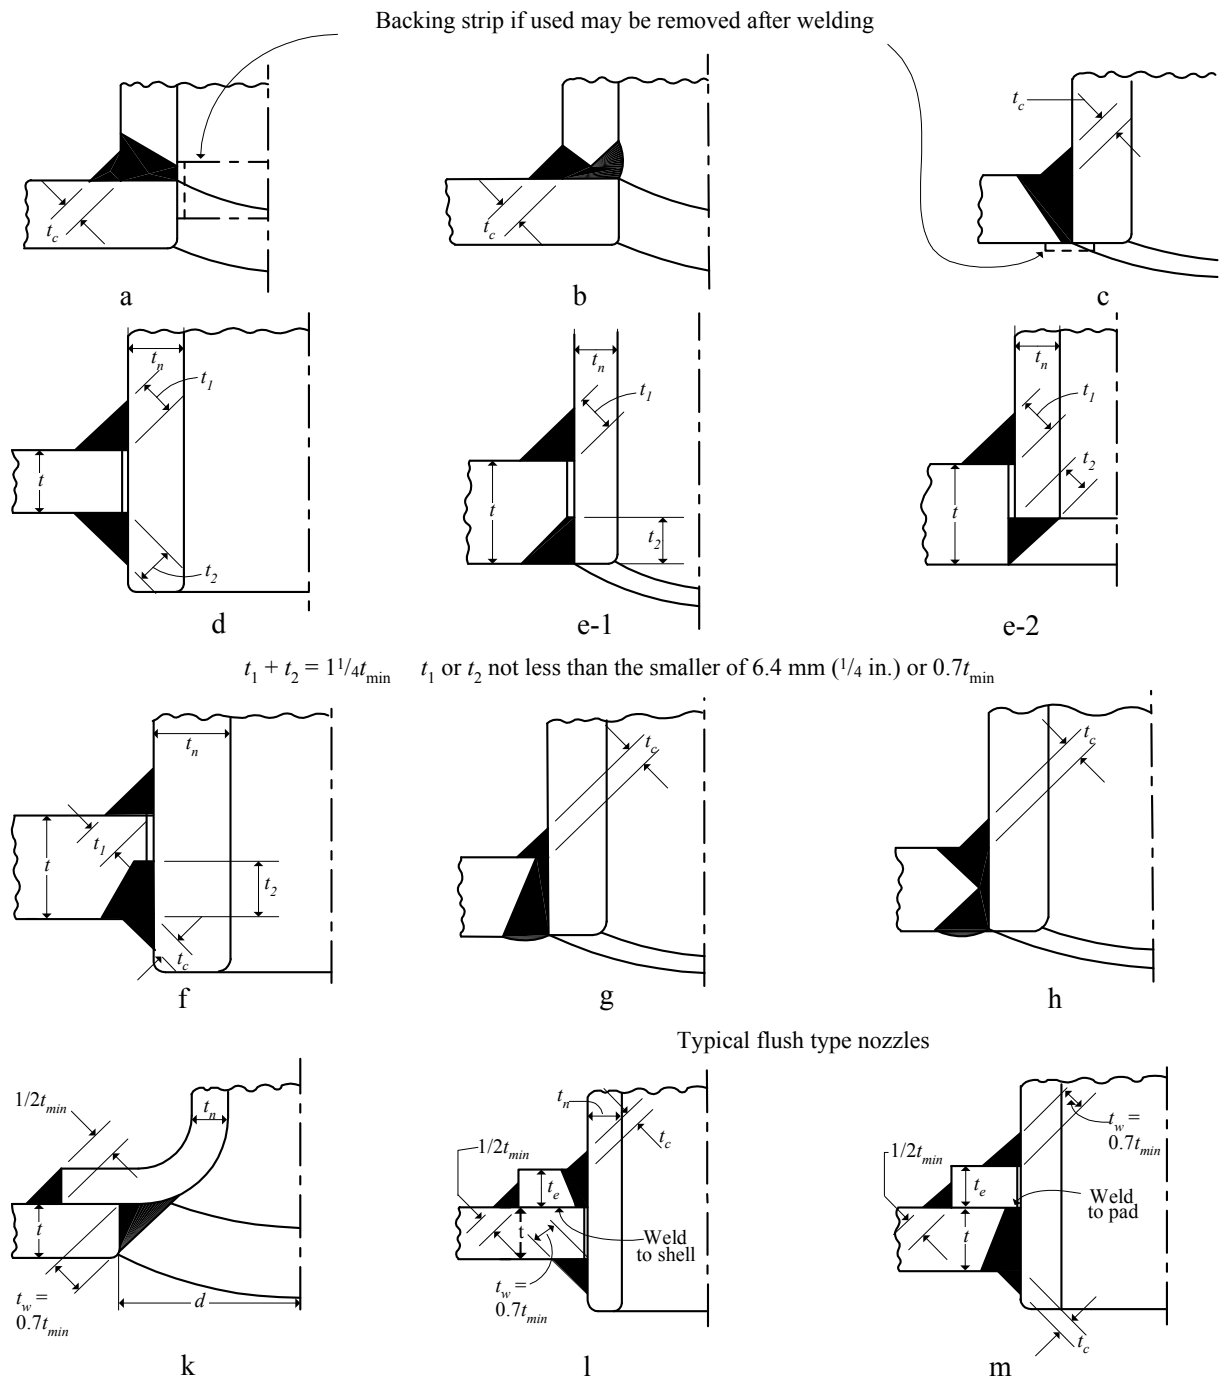 Backing strip if used may be removed after welding
t_c
t_c
t_c
a
b
c
t_n
t_1
t
t_2
d
t_n
t_1
t
t_2
e-1
t_n
t_1
t_2
t
e-2
t_1 + t_2 = 1 1/4t_min t_1 or t_2 not less than the smaller of 6.4 mm (1/4 in.) or 0.7t_min
t_n
t_1
t
t_2
t_c
f
t_c
g
t_c
h
Typical flush type nozzles
1/2t_min
t_n
t
t_w =
0.7t_min
d
k
t_n
t_c
1/2t_min
t_e
t
Weld
to shell
t_w =
0.7t_min
l
t_w =
0.7t_min
1/2t_min
t_e
Weld
to pad
t
t_c
m